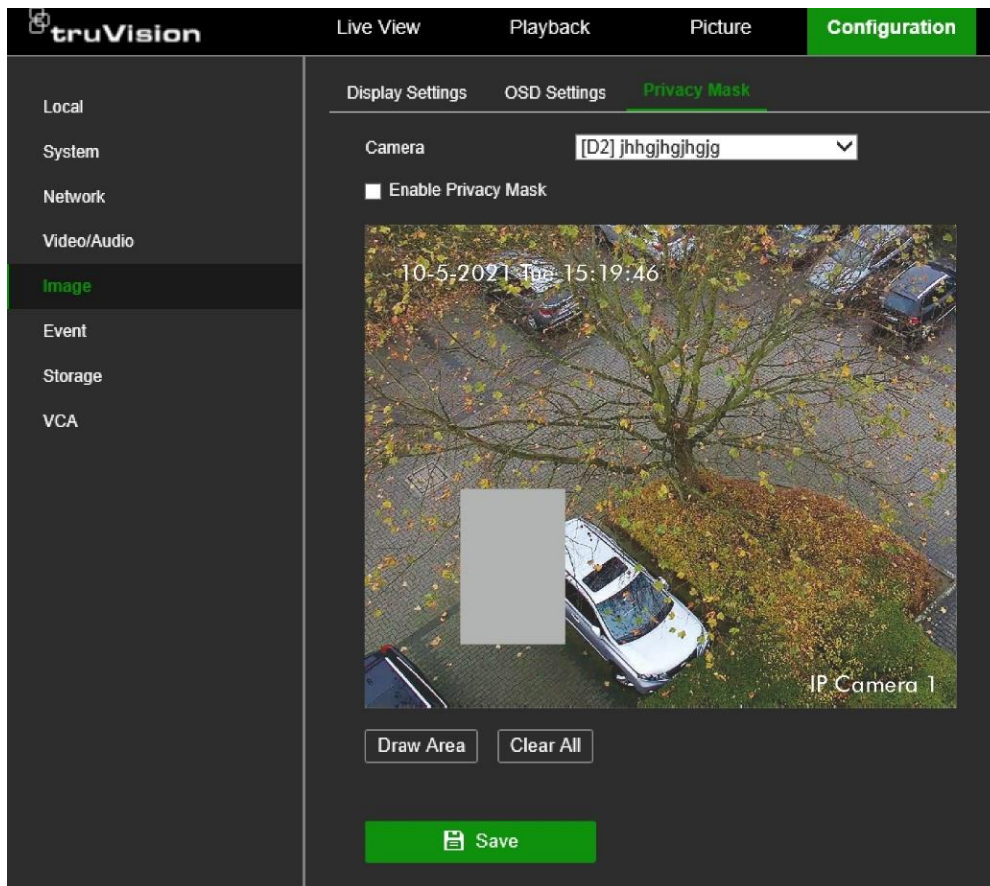 truVision
Live View Playback Picture Configuration
Local
System
Network
Video/Audio
Image
Event
Storage
VCA
Display Settings OSD Settings Privacy Mask
Camera [D2] jhhgjhgjhgjg
Enable Privacy Mask
10-5-2021 Tue 15:19:46
IP Camera 1
Draw Area Clear All
Save